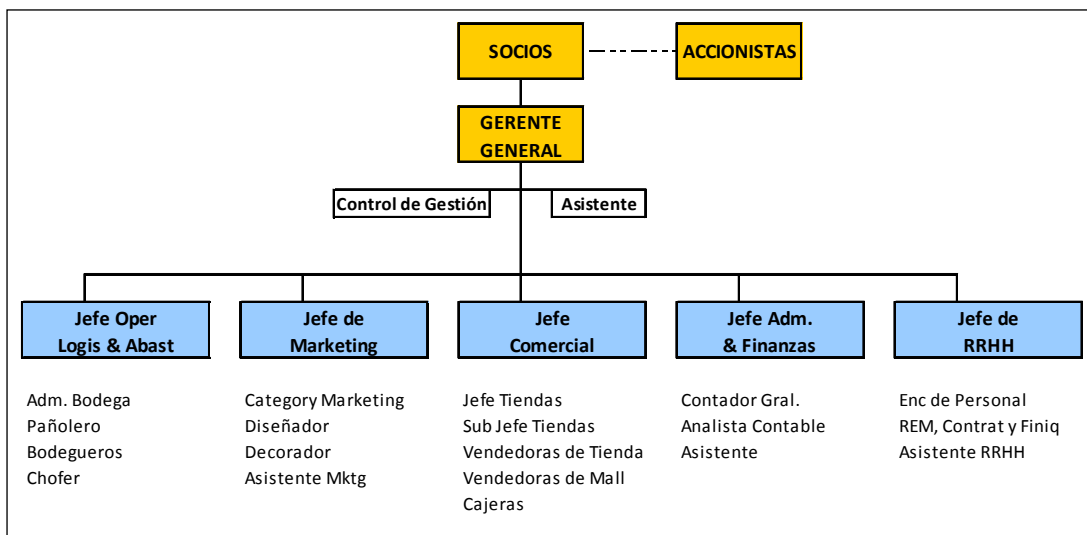 SOCIOS
ACCIONISTAS
GERENTE
GENERAL
Control de Gestión
Asistente
Jefe Oper
Logis & Abast
Jefe de
Marketing
Jefe
Comercial
Jefe Adm.
& Finanzas
Jefe de
RRHH
Adm. Bodega
Pañolero
Bodegueros
Chofer
Category Marketing
Diseñador
Decorador
Asistente Mktg
Jefe Tiendas
Sub Jefe Tiendas
Vendedoras de Tienda
Vendedoras de Mall
Cajeras
Contador Gral.
Analista Contable
Asistente
Enc de Personal
REM, Contrat y Finiq
Asistente RRHH